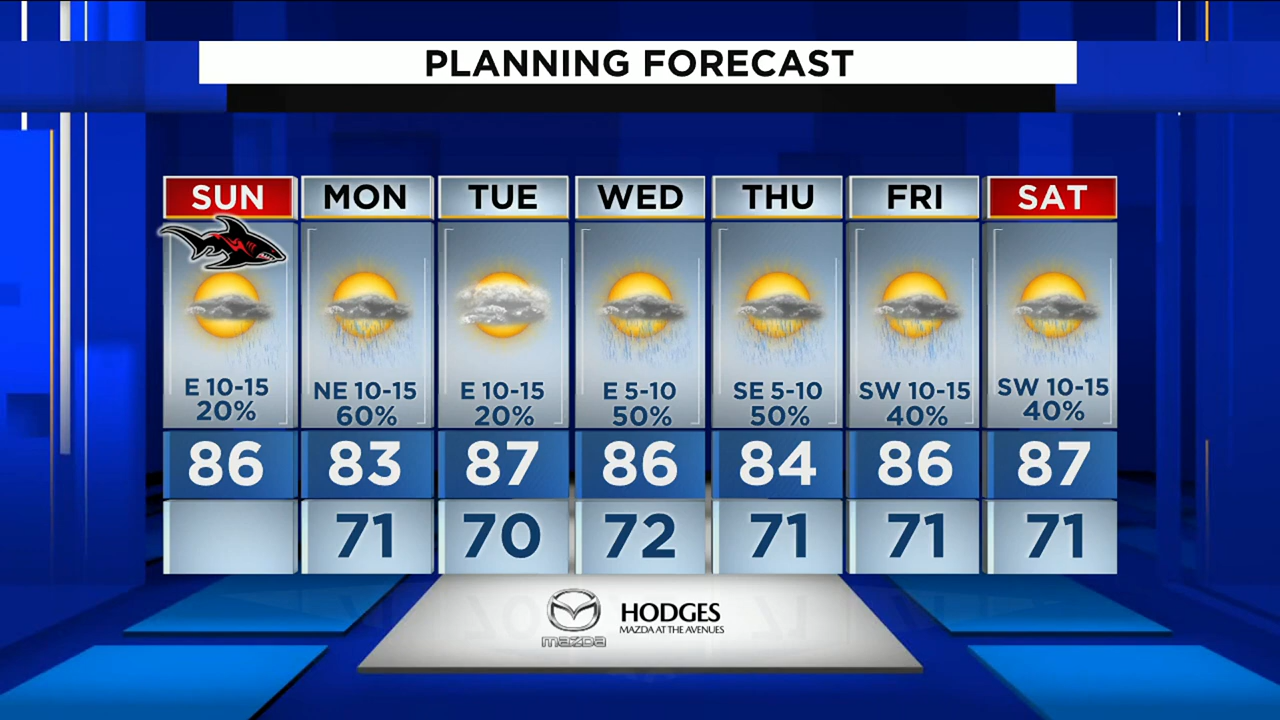 PLANNING FORECAST
SUN MON TUE WED THU FRI SAT
E 10-15 NE 10-15 E 10-15 E 5-10 SE 5-10 SW 10-15 SW 10-15
20% 60% 20% 50% 50% 40% 40%
86 83 87 86 84 86 87
71 70 72 71 71 71
mazda
HODGES
MAZDA AT THE AVENUES